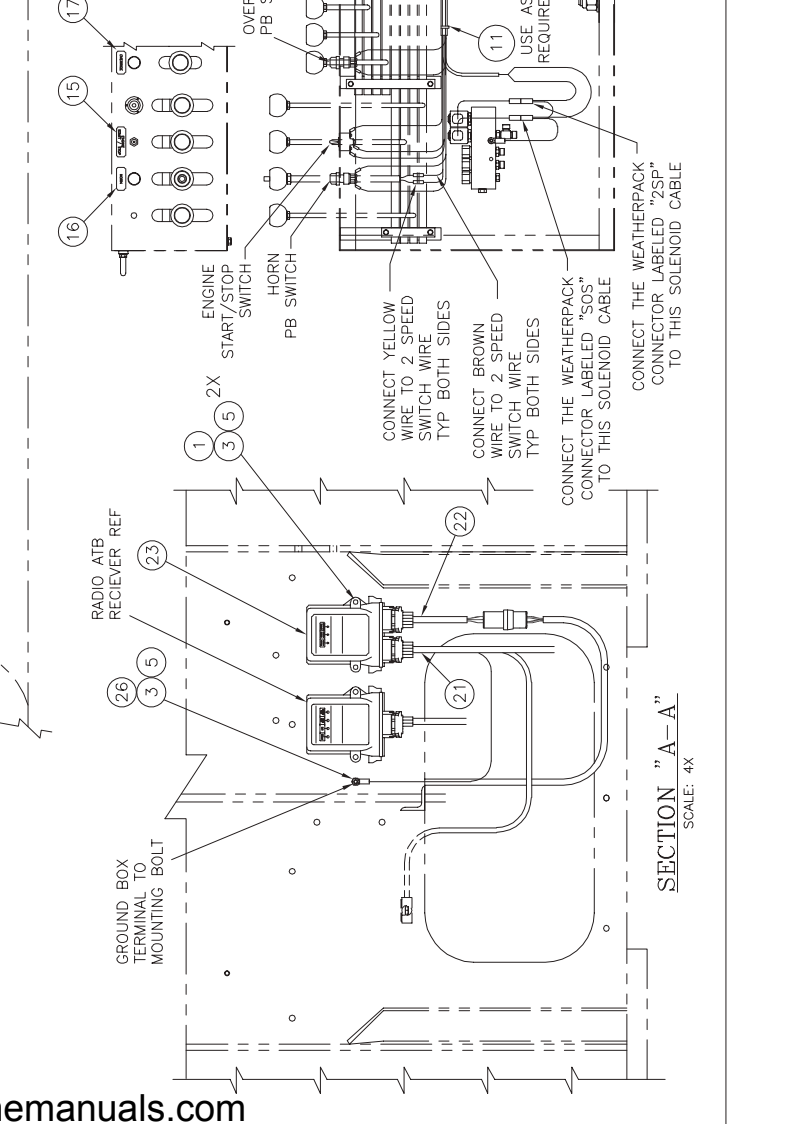 17
15
16
OVER
PB S
11
USE AS
REQUIRE
ENGINE
START/STOP
SWITCH
HORN
PB SWITCH
CONNECT YELLOW
WIRE TO 2 SPEED
SWITCH WIRE
TYP BOTH SIDES
CONNECT BROWN
WIRE TO 2 SPEED
SWITCH WIRE
TYP BOTH SIDES
CONNECT THE WEATHERPACK
CONNECTOR LABELED "SOS"
TO THIS SOLENOID CABLE
CONNECT THE WEATHERPACK
CONNECTOR LABELED "2SP"
TO THIS SOLENOID CABLE
2X
1
3
5
RADIO ATB
RECIEVER REF
23
22
21
26
3
5
GROUND BOX
TERMINAL TO
MOUNTING BOLT
SECTION "A-A"
SCALE: 4X
nemanuals.com